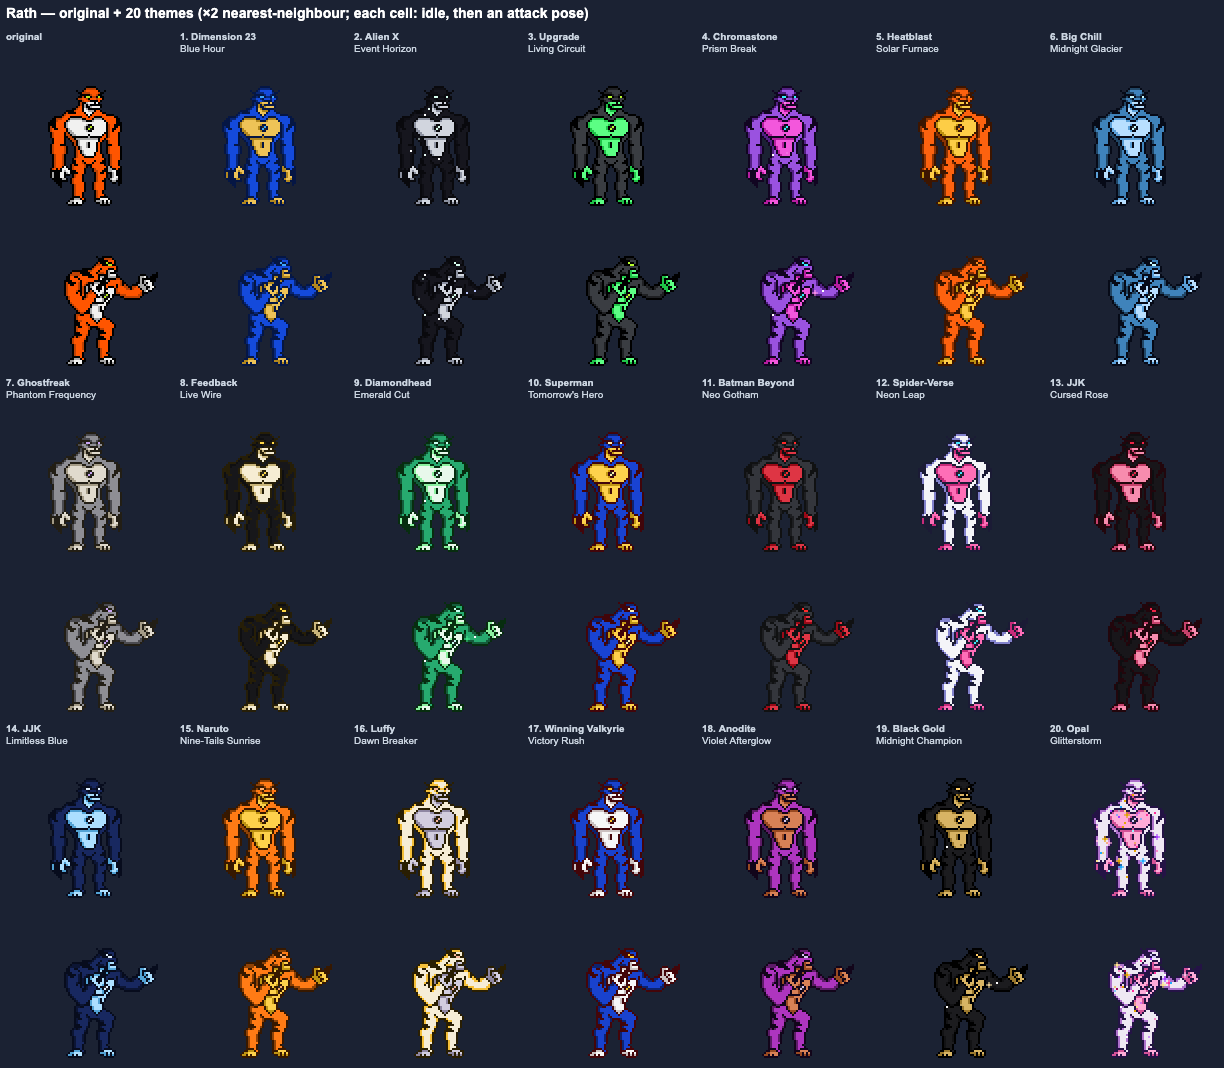 Rath — original + 20 themes (×2 nearest-neighbour; each cell: idle, then an attack pose)
original
1. Dimension 23
Blue Hour
2. Alien X
Event Horizon
3. Upgrade
Living Circuit
4. Chromastone
Prism Break
5. Heatblast
Solar Furnace
6. Big Chill
Midnight Glacier
7. Ghostfreak
Phantom Frequency
8. Feedback
Live Wire
9. Diamondhead
Emerald Cut
10. Superman
Tomorrow's Hero
11. Batman Beyond
Neo Gotham
12. Spider-Verse
Neon Leap
13. JJK
Cursed Rose
14. JJK
Limitless Blue
15. Naruto
Nine-Tails Sunrise
16. Luffy
Dawn Breaker
17. Winning Valkyrie
Victory Rush
18. Anodite
Violet Afterglow
19. Black Gold
Midnight Champion
20. Opal
Glitterstorm